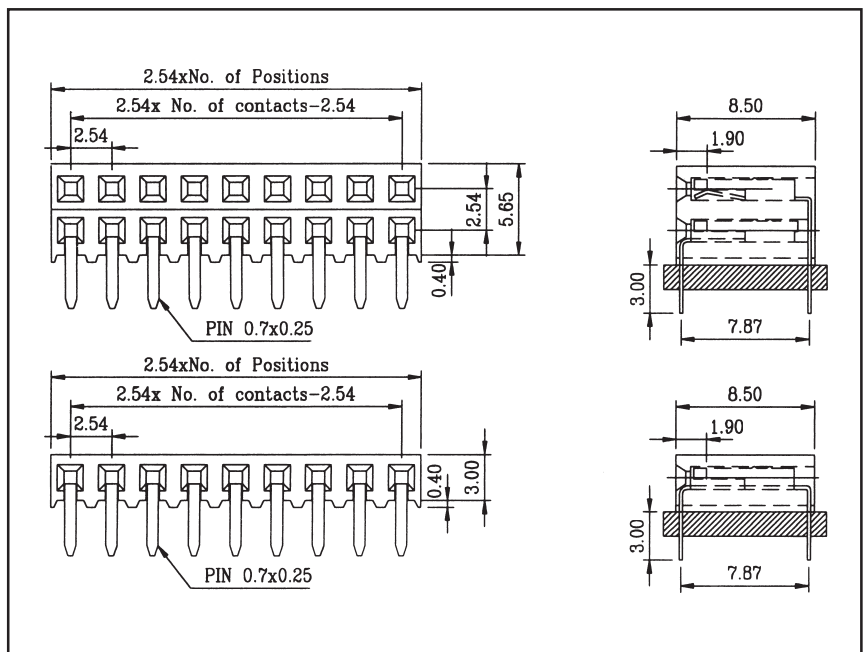 2.54xNo. of Positions
2.54x No. of contacts-2.54
2.54
2.54
5.65
0.40
PIN 0.7x0.25
8.50
1.90
3.00
7.87
2.54xNo. of Positions
2.54x No. of contacts-2.54
2.54
0.40
3.00
PIN 0.7x0.25
8.50
1.90
3.00
7.87